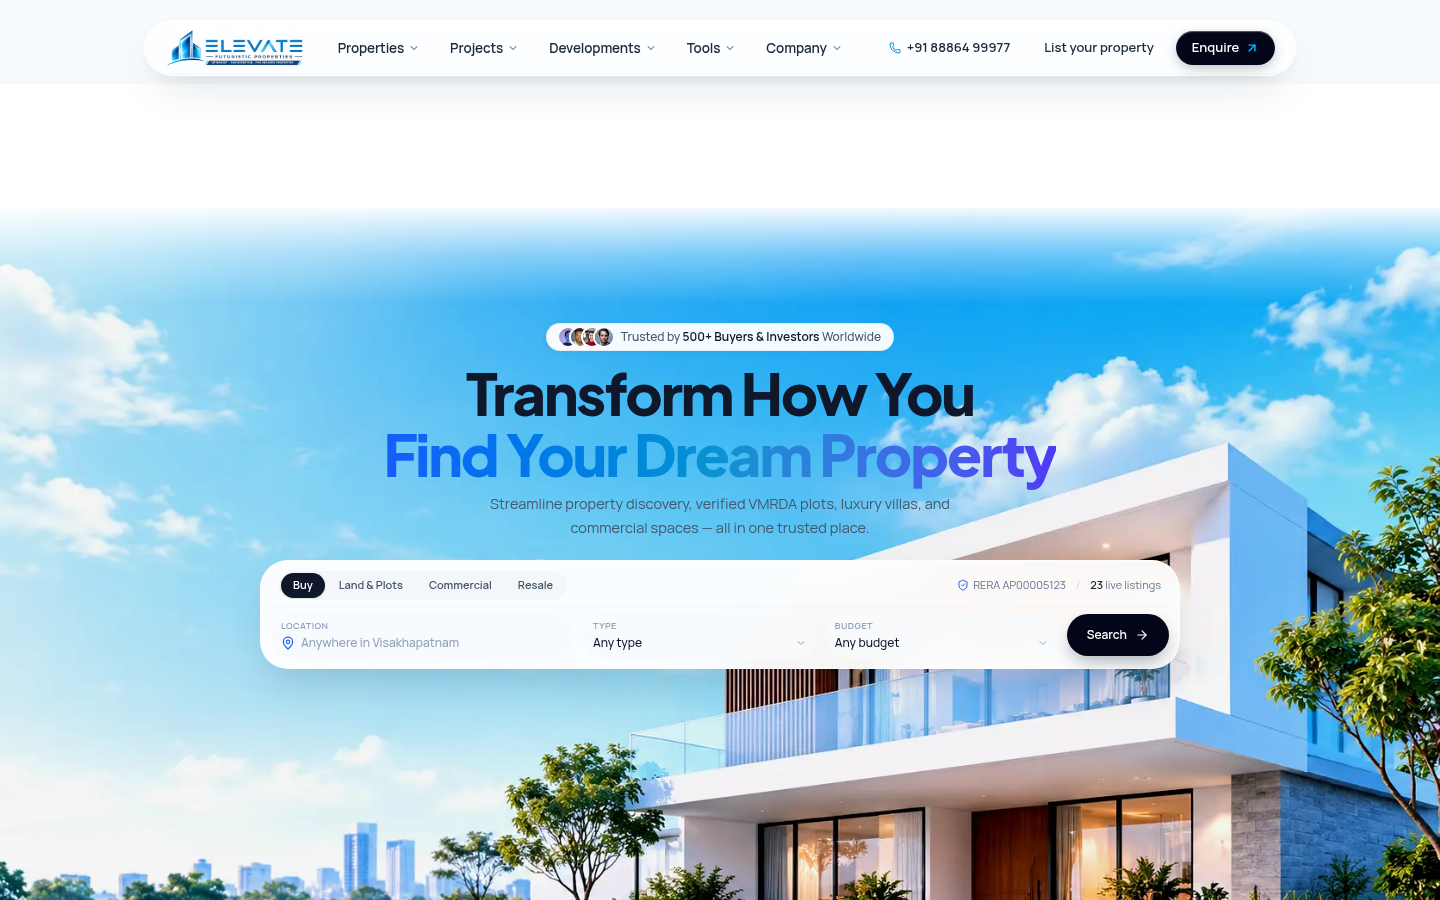 ELEVATE
FUTURISTIC PROPERTIES
Properties
Projects
Developments
Tools
Company
+91 88864 99977
List your property
Enquire
Trusted by 500+ Buyers & Investors Worldwide
Transform How You
Find Your Dream Property
Streamline property discovery, verified VMRDA plots, luxury villas, and
commercial spaces — all in one trusted place.
Buy
Land & Plots
Commercial
Resale
RERA AP00005123 / 23 live listings
LOCATION
Anywhere in Visakhapatnam
TYPE
Any type
BUDGET
Any budget
Search